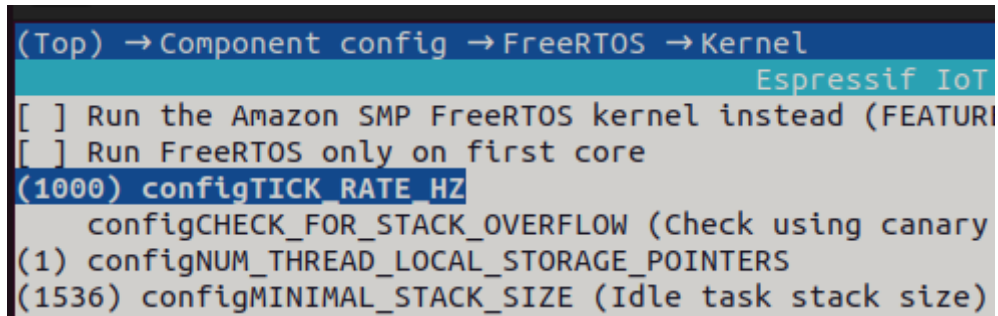 (Top) → Component config → FreeRTOS → Kernel
Espressif IoT
[ ] Run the Amazon SMP FreeRTOS kernel instead (FEATURE
[ ] Run FreeRTOS only on first core
(1000) configTICK_RATE_HZ
configCHECK_FOR_STACK_OVERFLOW (Check using canary
(1) configNUM_THREAD_LOCAL_STORAGE_POINTERS
(1536) configMINIMAL_STACK_SIZE (Idle task stack size)